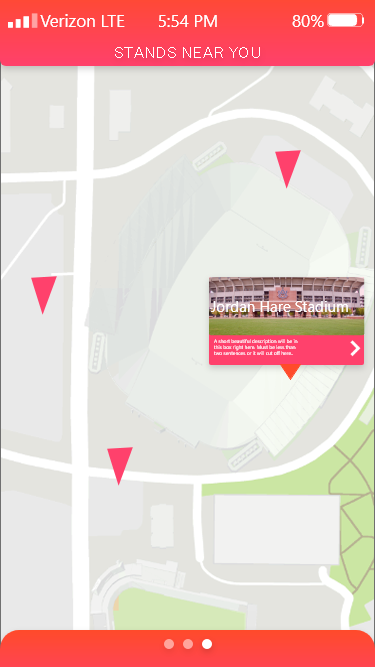 Verizon LTE 5:54 PM 80%
STANDS NEAR YOU
Jordan Hare Stadium
A short beautiful description will be in
this box right here. Must be less than
two sentences or it will cut off here.